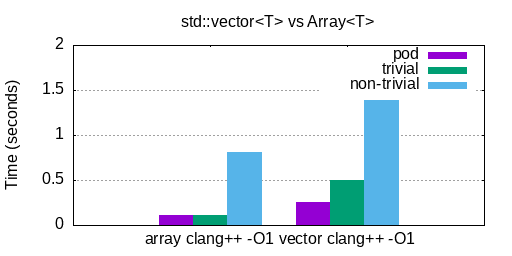 std::vector<T> vs Array<T>
2
1.5
1
0.5
0
Time (seconds)
pod
trivial
non-trivial
array clang++ -O1 vector clang++ -O1